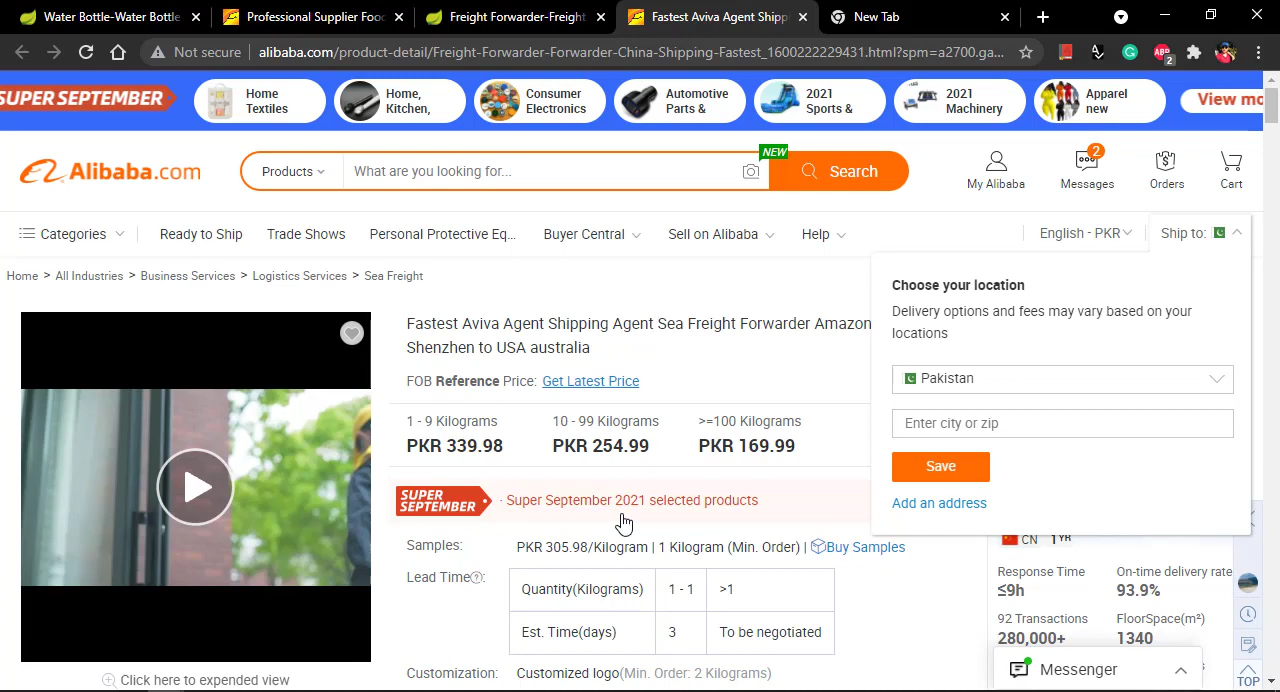 Water Bottle-Water Bottle
Professional Supplier Food
Freight Forwarder-Freight
Fastest Aviva Agent Shipp
New Tab
Not secure
alibaba.com/product-detail/Freight-Forwarder-Forwarder-China-Shipping-Fastest_1600222229431.html?spm=a2700.ga...
ABP
2
SUPER SEPTEMBER
Home
Textiles
Home,
Kitchen,
Consumer
Electronics
Automotive
Parts &
2021
Sports &
2021
Machinery
Apparel
new
View mo
Alibaba.com
Products
What are you looking for...
NEW
Search
2
My Alibaba
Messages
Orders
Cart
Categories
Ready to Ship
Trade Shows
Personal Protective Eq...
Buyer Central
Sell on Alibaba
Help
English - PKR
Ship to:
Home > All Industries > Business Services > Logistics Services > Sea Freight
Choose your location
Delivery options and fees may vary based on your
locations
Pakistan
Enter city or zip
Save
Add an address
Fastest Aviva Agent Shipping Agent Sea Freight Forwarder Amazon
Shenzhen to USA australia
FOB Reference Price: Get Latest Price
1 - 9 Kilograms
10 - 99 Kilograms
>=100 Kilograms
PKR 339.98
PKR 254.99
PKR 169.99
SUPER
SEPTEMBER
· Super September 2021 selected products
Samples:
PKR 305.98/Kilogram | 1 Kilogram (Min. Order) | Buy Samples
Lead Time?:
Quantity(Kilograms)
1 - 1
>1
Est. Time(days)
3
To be negotiated
Customization:
Customized logo(Min. Order: 2 Kilograms)
Click here to expended view
CN
1YR
Response Time
On-time delivery rate
≤9h
93.9%
92 Transactions
FloorSpace(m²)
280,000+
1340
Messenger
TOP